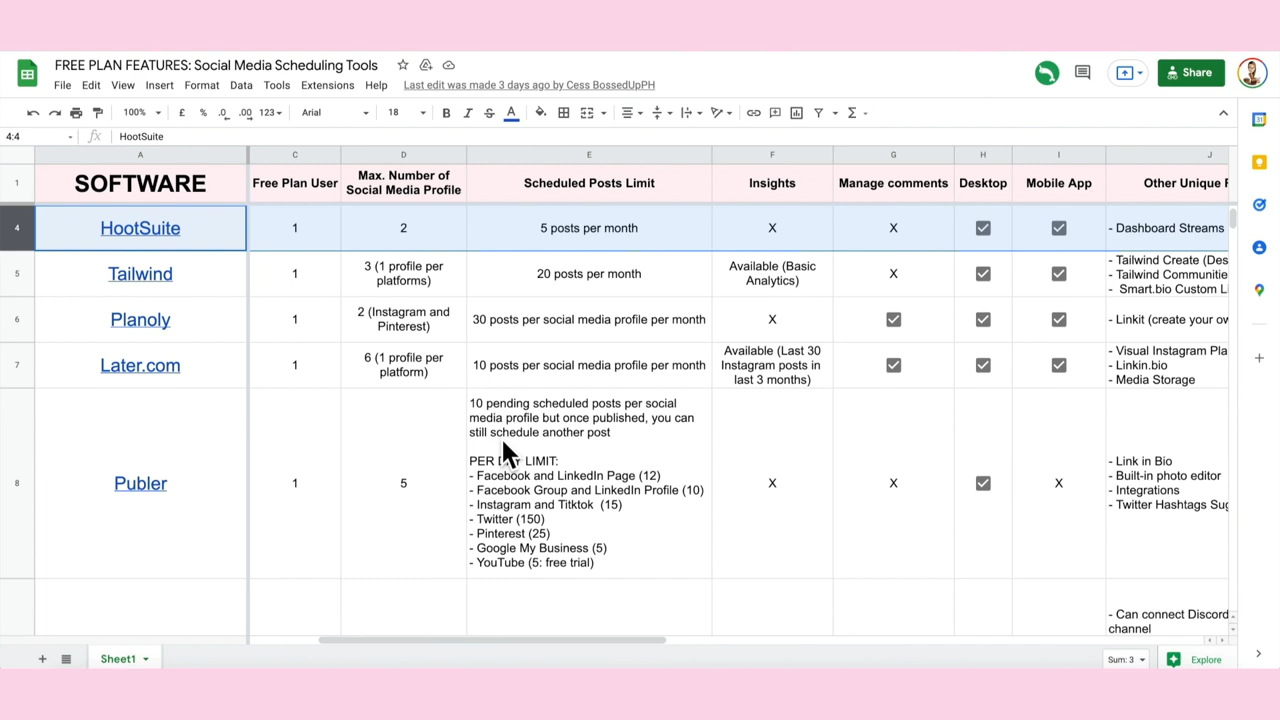 FREE PLAN FEATURES: Social Media Scheduling Tools
File Edit View Insert Format Data Tools Extensions Help Last edit was made 3 days ago by Cess BossedUpPH
Share
100% £ % .0 .00 123 Arial 18 B I S A
4:4 fx HootSuite
A C D E F G H I J
1 SOFTWARE Free Plan User Max. Number of Social Media Profile Scheduled Posts Limit Insights Manage comments Desktop Mobile App Other Unique F
4 HootSuite 1 2 5 posts per month X X - Dashboard Streams
5 Tailwind 1 3 (1 profile per platforms) 20 posts per month Available (Basic Analytics) X - Tailwind Create (Des
- Tailwind Communitie
- Smart.bio Custom Li
6 Planoly 1 2 (Instagram and Pinterest) 30 posts per social media profile per month X - Linkit (create your ow
7 Later.com 1 6 (1 profile per platform) 10 posts per social media profile per month Available (Last 30 Instagram posts in last 3 months) - Visual Instagram Pla
- Linkin.bio
- Media Storage
8 Publer 1 5
10 pending scheduled posts per social
media profile but once published, you can
still schedule another post
PER LIMIT:
- Facebook and LinkedIn Page (12)
- Facebook Group and LinkedIn Profile (10)
- Instagram and Titktok (15)
- Twitter (150)
- Pinterest (25)
- Google My Business (5)
- YouTube (5: free trial)
X X X
- Link in Bio
- Built-in photo editor
- Integrations
- Twitter Hashtags Sug
- Can connect Discord
channel
Sheet1
Sum: 3
Explore